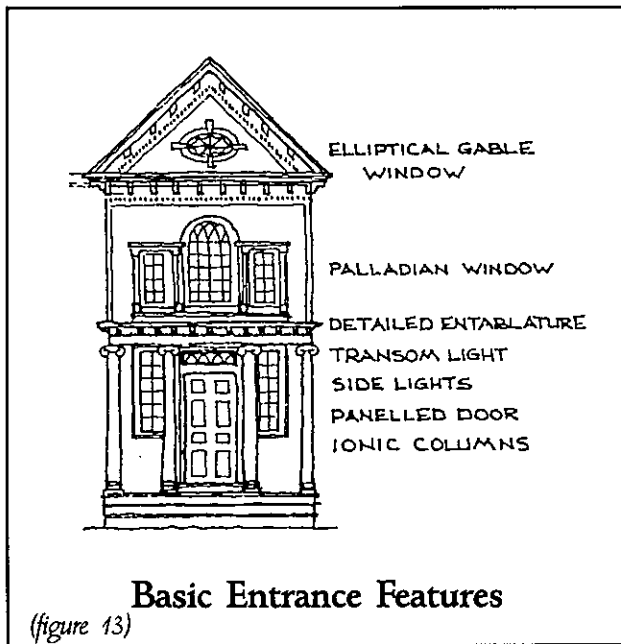 ELLIPTICAL GABLE
WINDOW
PALLADIAN WINDOW
DETAILED ENTABLATURE
TRANSOM LIGHT
SIDE LIGHTS
PANELLED DOOR
IONIC COLUMNS
Basic Entrance Features
(figure 13)